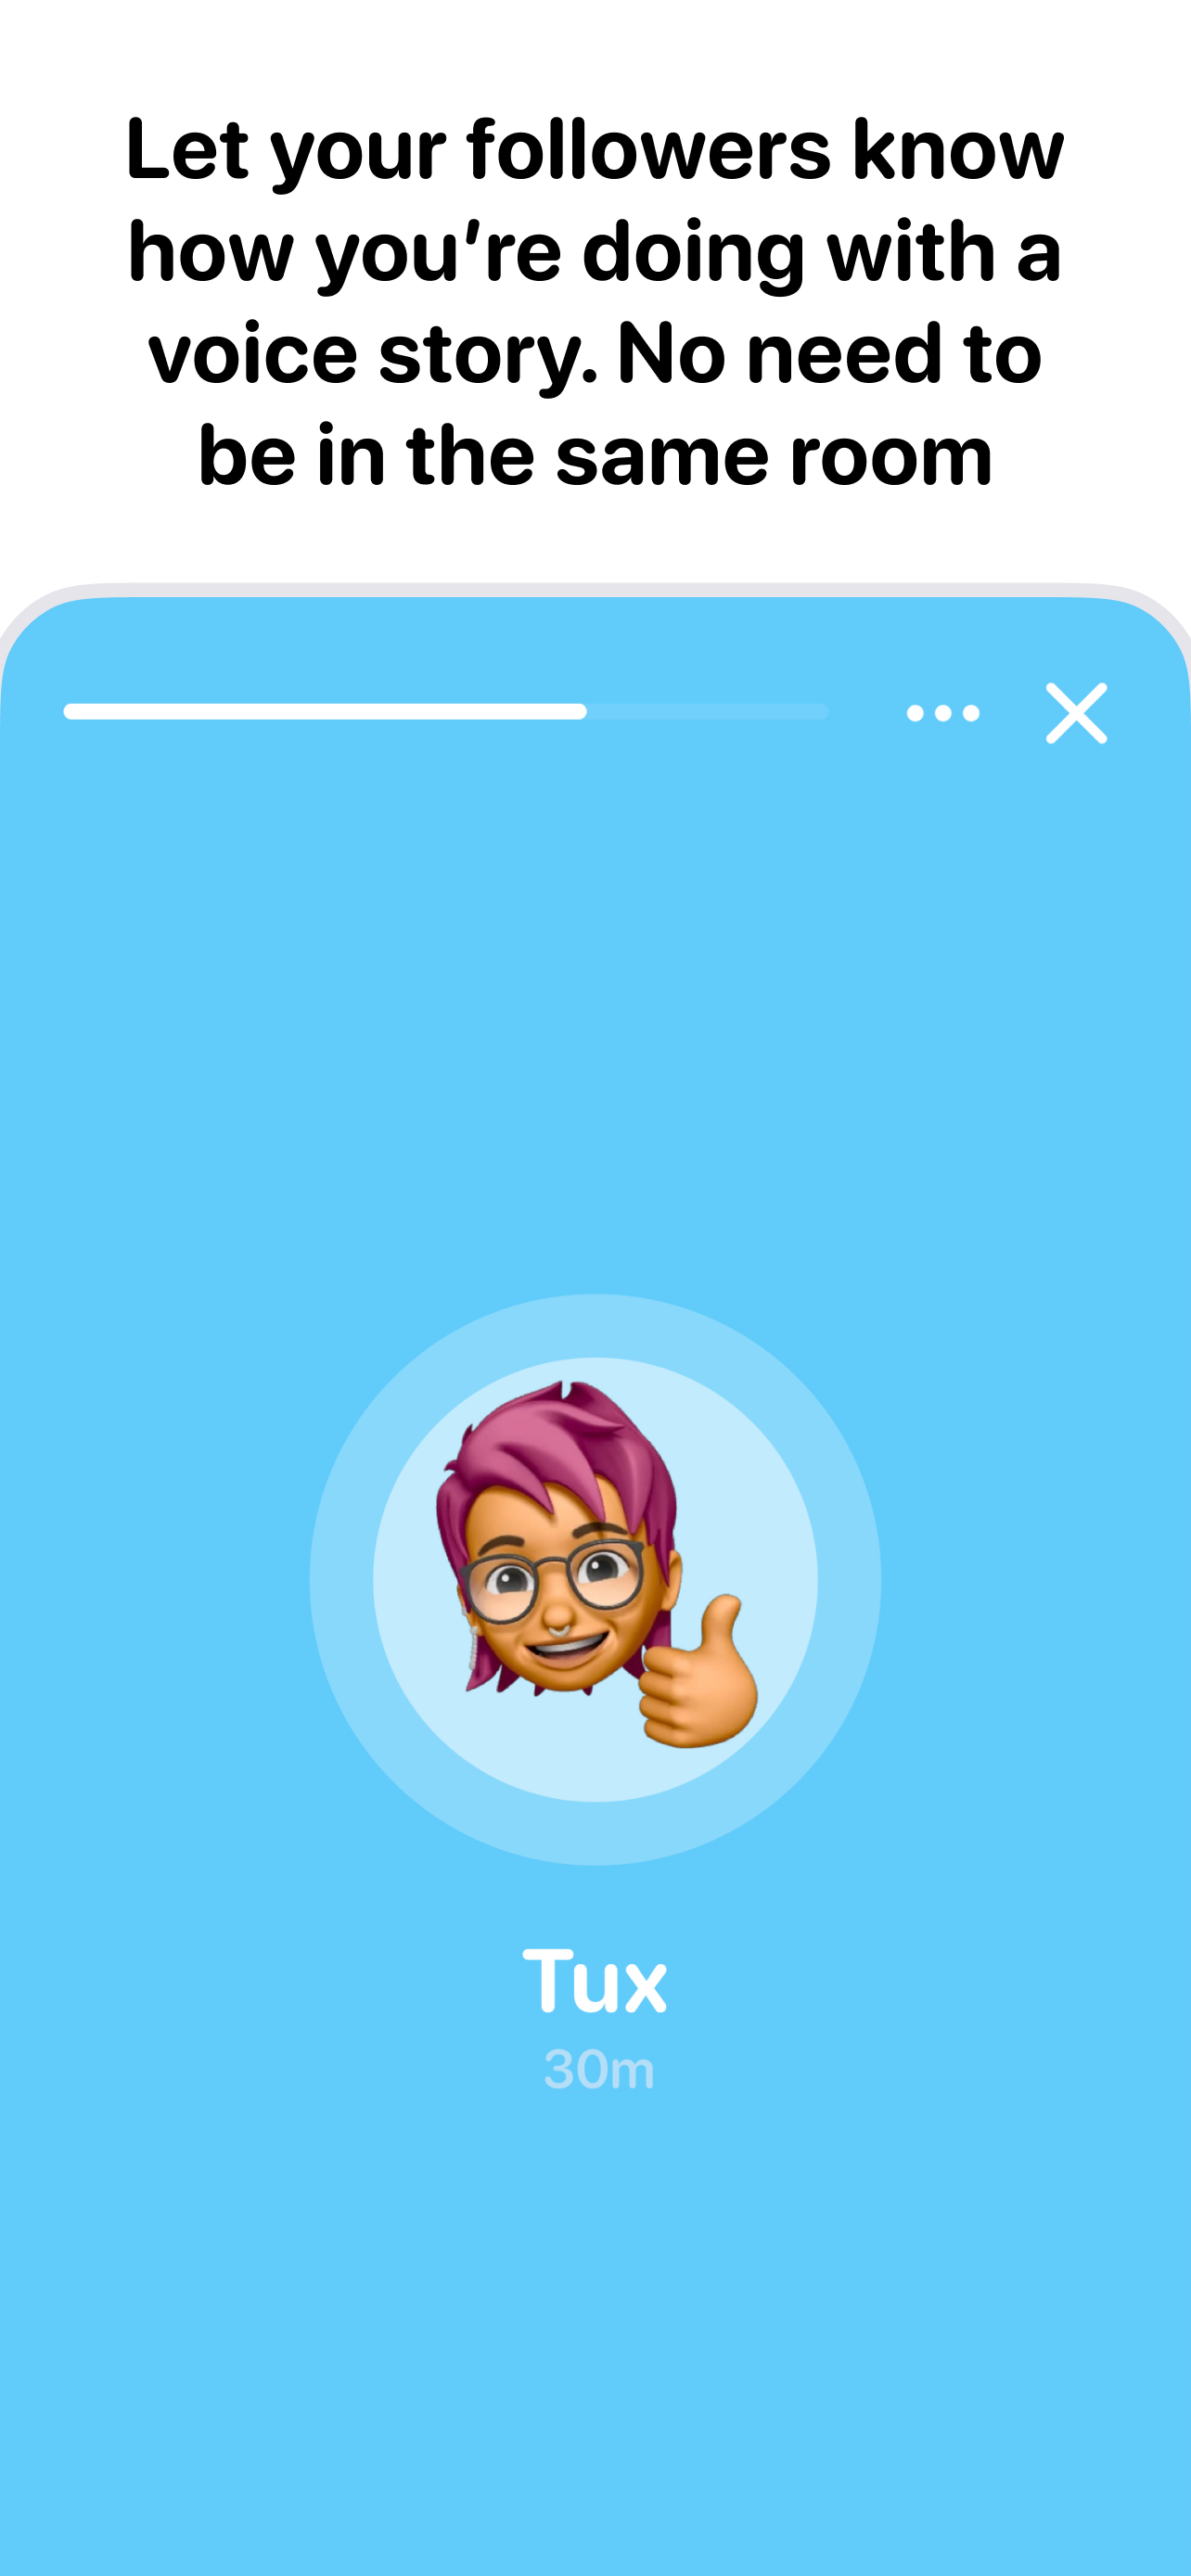 Let your followers know
how you’re doing with a
voice story. No need to
be in the same room
Tux
30m